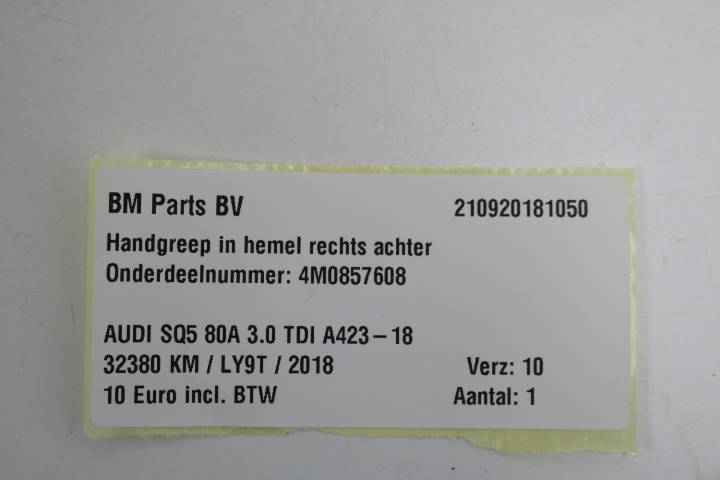 BM Parts BV 210920181050
Handgreep in hemel rechts achter
Onderdeelnummer: 4M0857608
AUDI SQ5 80A 3.0 TDI A423-18
32380 KM / LY9T / 2018 Verz: 10
10 Euro incl. BTW Aantal: 1